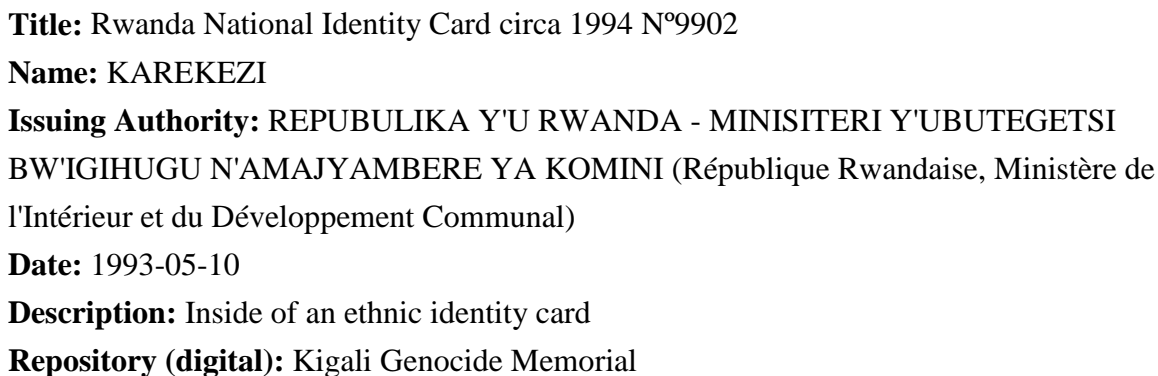 Title: Rwanda National Identity Card circa 1994 Nº9902
Name: KAREKEZI
Issuing Authority: REPUBULIKA Y'U RWANDA - MINISITERI Y'UBUTEGETSI
BW'IGIHUGU N'AMAJYAMBERE YA KOMINI (République Rwandaise, Ministère de
l'Intérieur et du Développement Communal)
Date: 1993-05-10
Description: Inside of an ethnic identity card
Repository (digital): Kigali Genocide Memorial